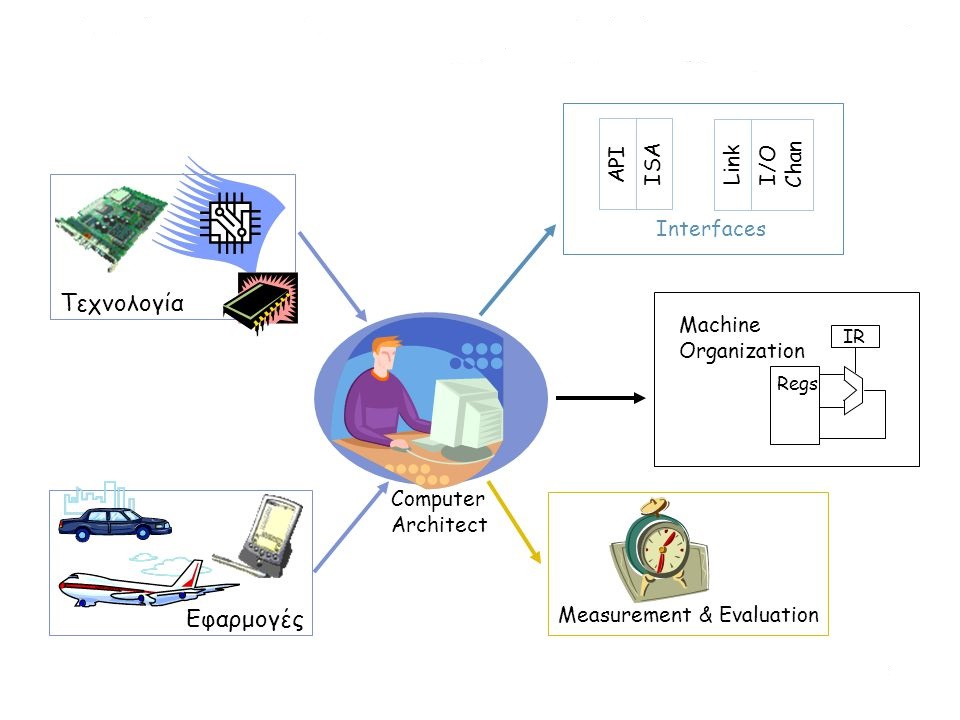 API
ISA
Link
I/O
Chan
Interfaces
Τεχνολογία
Machine
Organization
IR
Regs
Computer
Architect
Εφαρμογές
Measurement & Evaluation